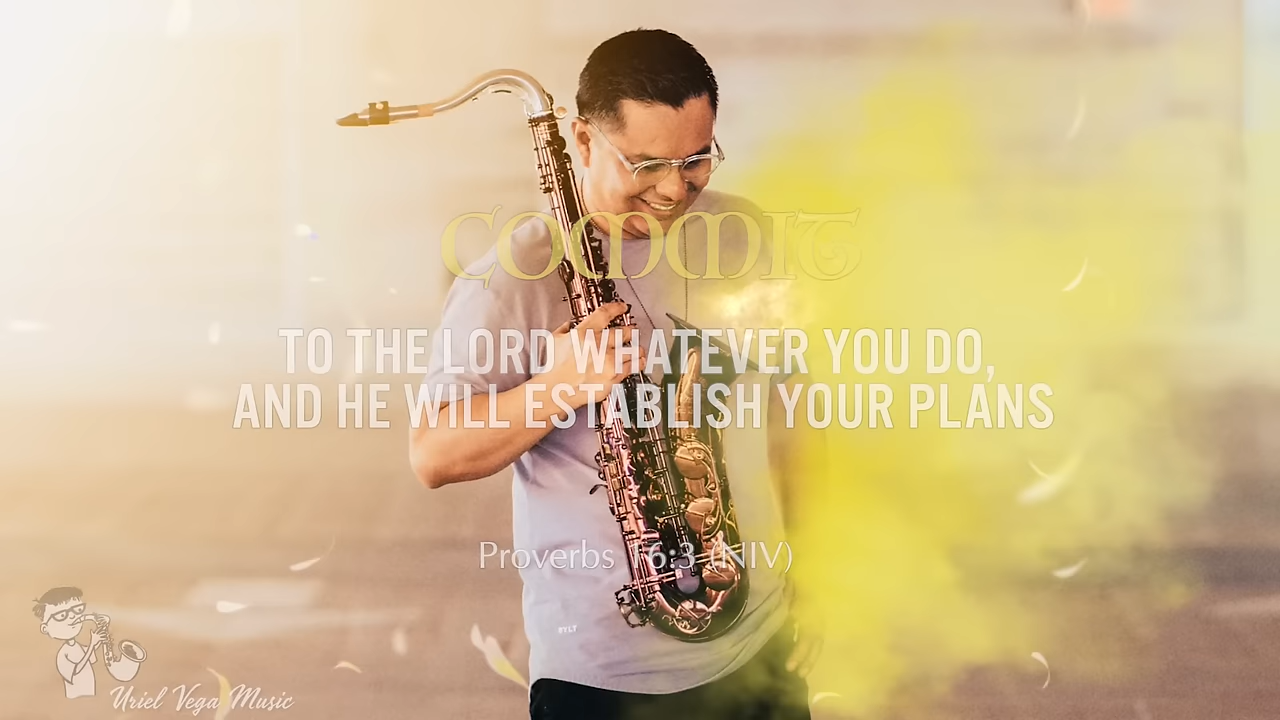 COMMIT
TO THE LORD WHATEVER YOU DO,
AND HE WILL ESTABLISH YOUR PLANS
Proverbs 16:3 (NIV)
RYLT
Uriel Vega Music